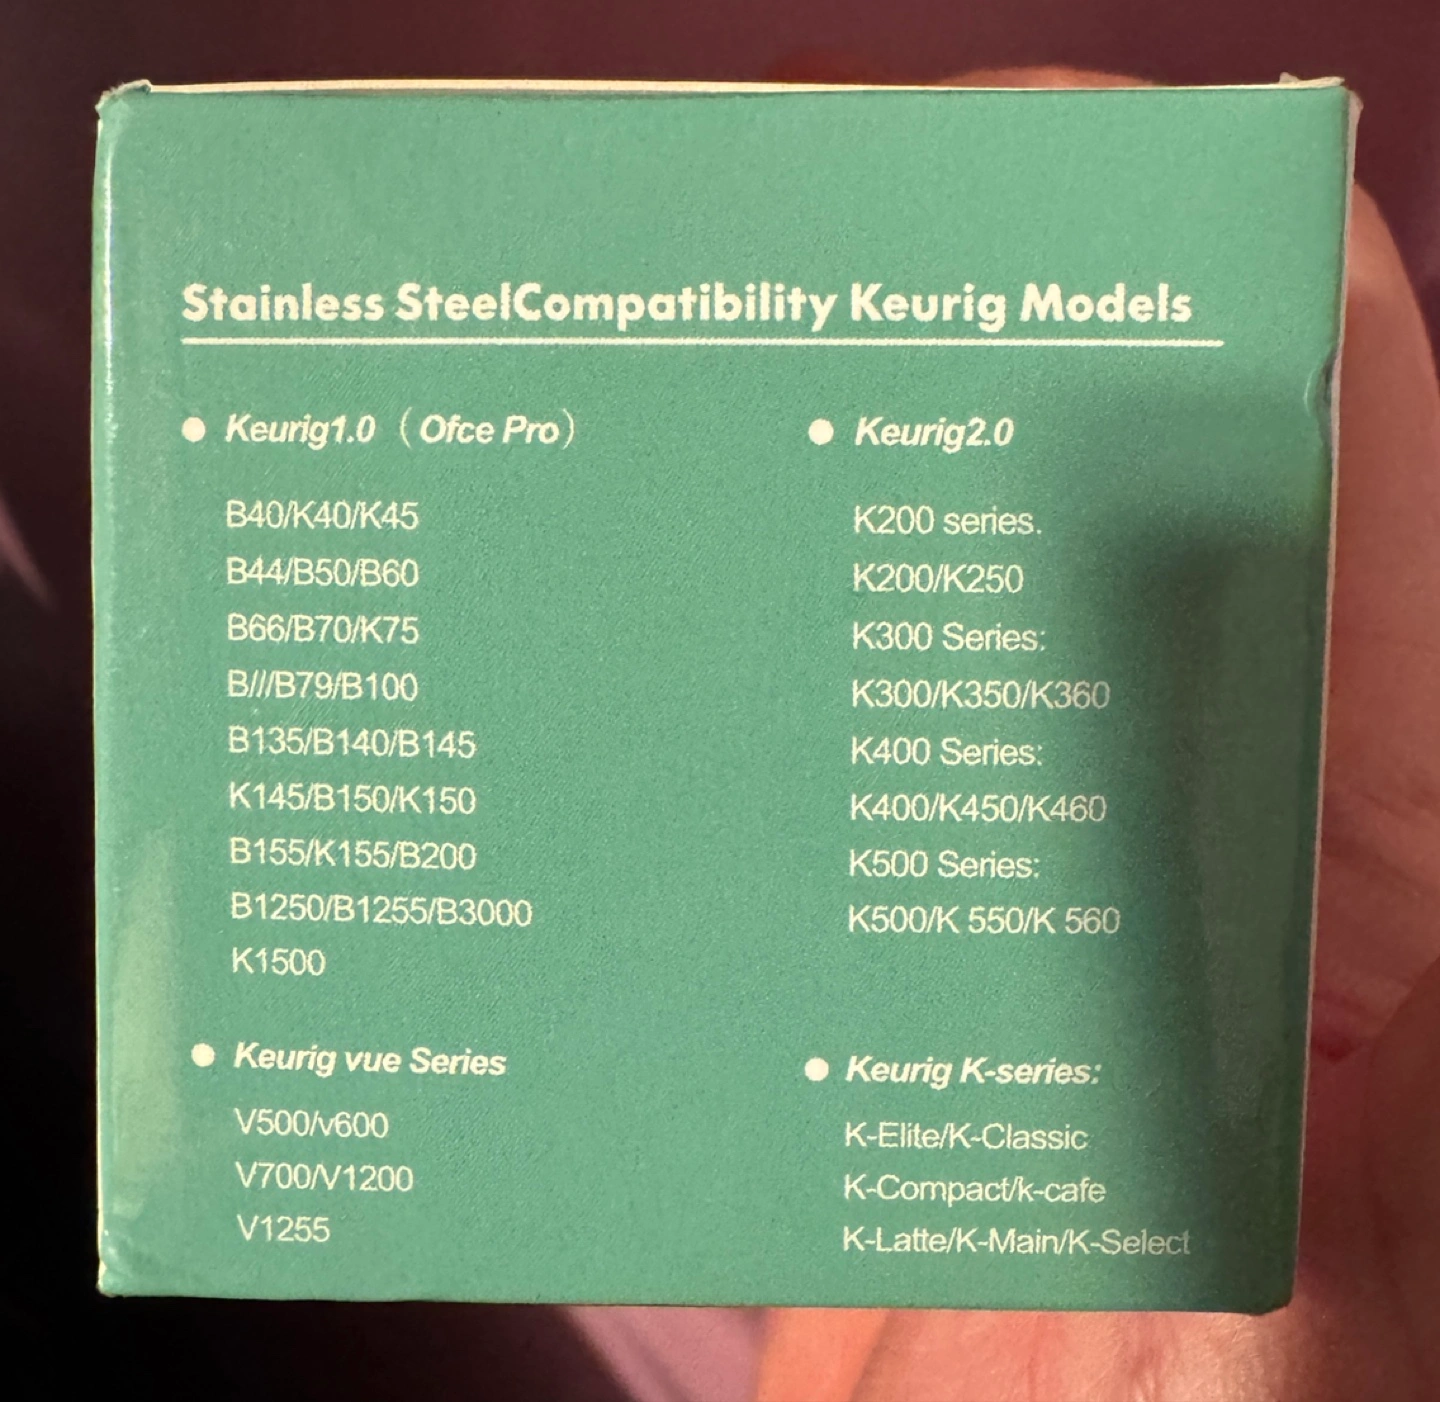 Stainless SteelCompatibility Keurig Models
● Keurig1.0 （Ofce Pro）
B40/K40/K45
B44/B50/B60
B66/B70/K75
B///B79/B100
B135/B140/B145
K145/B150/K150
B155/K155/B200
B1250/B1255/B3000
K1500
● Keurig vue Series
V500/v600
V700/V1200
V1255
● Keurig2.0
K200 series.
K200/K250
K300 Series:
K300/K350/K360
K400 Series:
K400/K450/K460
K500 Series:
K500/K 550/K 560
● Keurig K-series:
K-Elite/K-Classic
K-Compact/k-cafe
K-Latte/K-Main/K-Select